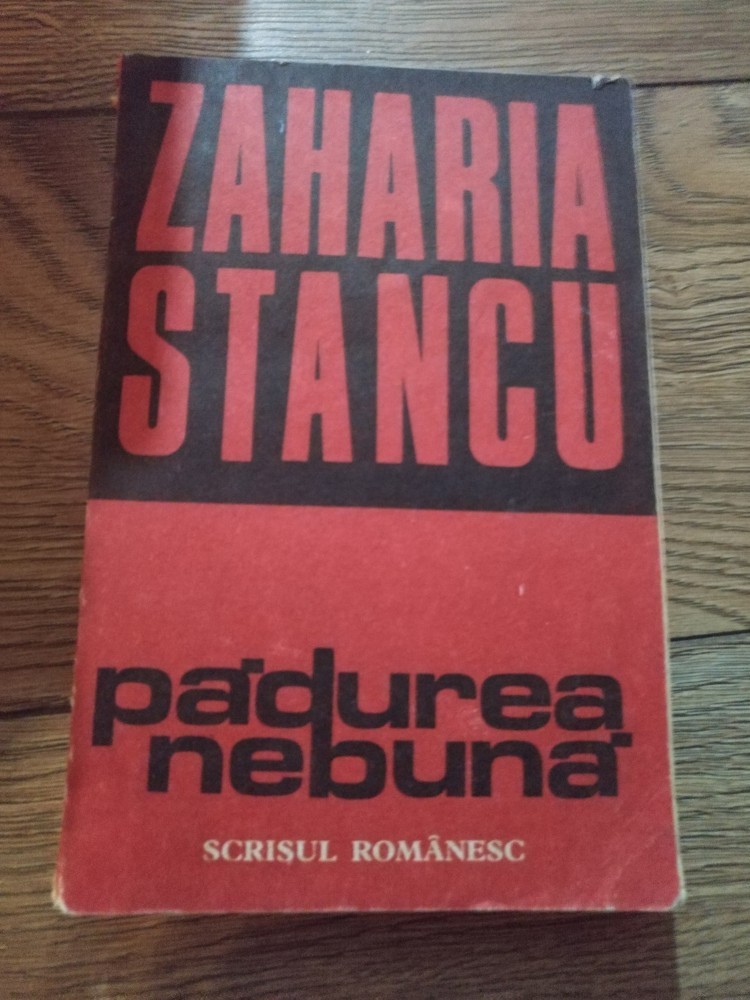 ZAHARIA
STANCU
pădurea
nebună
SCRISUL ROMÂNESC